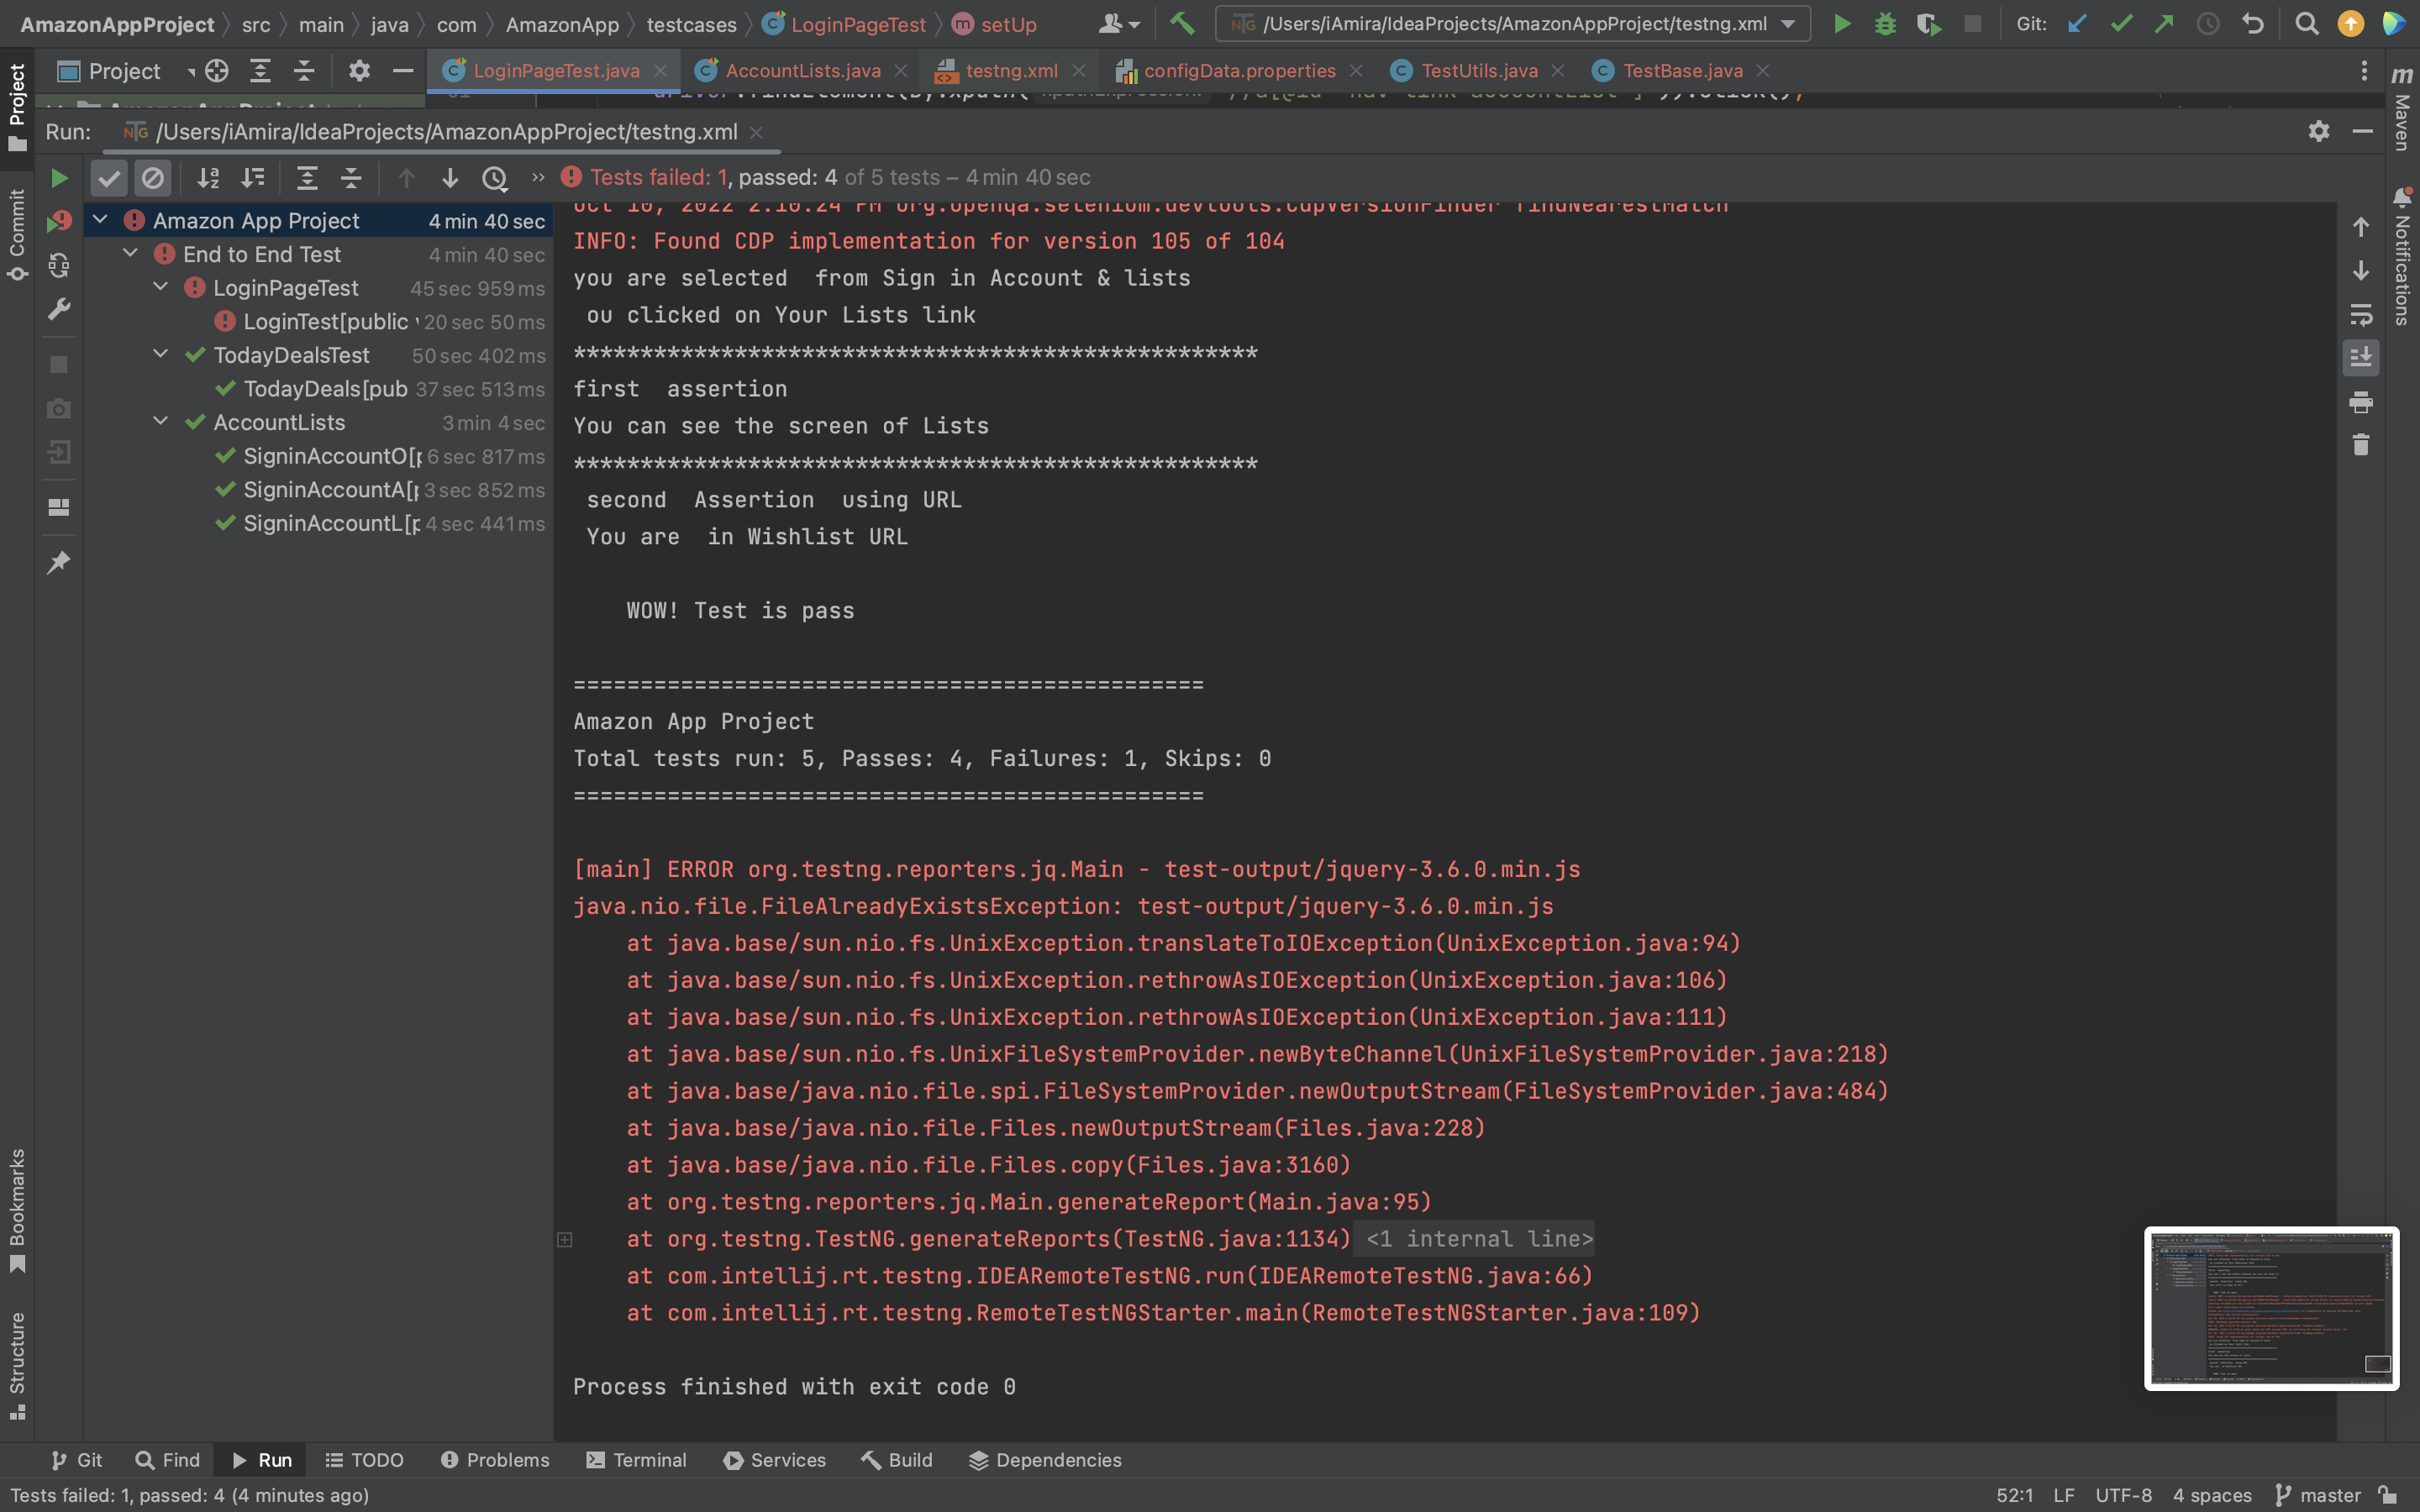 AmazonAppProject src main java com AmazonApp testcases LoginPageTest setUp /Users/iAmira/IdeaProjects/AmazonAppProject/testng.xml Git:
Project LoginPageTest.java AccountLists.java testng.xml configData.properties TestUtils.java TestBase.java
Run: /Users/iAmira/IdeaProjects/AmazonAppProject/testng.xml
Tests failed: 1, passed: 4 of 5 tests – 4 min 40 sec
Project
Commit
Bookmarks
Structure
Maven
Notifications
Amazon App Project 4 min 40 sec
End to End Test 4 min 40 sec
LoginPageTest 45 sec 959 ms
LoginTest[public 20 sec 50 ms
TodayDealsTest 50 sec 402 ms
TodayDeals[pub 37 sec 513 ms
AccountLists 3 min 4 sec
SigninAccountO[p 6 sec 817 ms
SigninAccountA[p 3 sec 852 ms
SigninAccountL[p 4 sec 441 ms
Oct 10, 2022 2:10:24 PM org.openqa.selenium.devtools.CdpVersionFinder findNearestMatch
INFO: Found CDP implementation for version 105 of 104
you are selected  from Sign in Account & lists
 ou clicked on Your Lists link
***************************************************
first  assertion
You can see the screen of Lists
***************************************************
 second  Assertion  using URL
 You are  in Wishlist URL
    WOW! Test is pass
===============================================
Amazon App Project
Total tests run: 5, Passes: 4, Failures: 1, Skips: 0
===============================================
[main] ERROR org.testng.reporters.jq.Main - test-output/jquery-3.6.0.min.js
java.nio.file.FileAlreadyExistsException: test-output/jquery-3.6.0.min.js
    at java.base/sun.nio.fs.UnixException.translateToIOException(UnixException.java:94)
    at java.base/sun.nio.fs.UnixException.rethrowAsIOException(UnixException.java:106)
    at java.base/sun.nio.fs.UnixException.rethrowAsIOException(UnixException.java:111)
    at java.base/sun.nio.fs.UnixFileSystemProvider.newByteChannel(UnixFileSystemProvider.java:218)
    at java.base/java.nio.file.spi.FileSystemProvider.newOutputStream(FileSystemProvider.java:484)
    at java.base/java.nio.file.Files.newOutputStream(Files.java:228)
    at java.base/java.nio.file.Files.copy(Files.java:3160)
    at org.testng.reporters.jq.Main.generateReport(Main.java:95)
    at org.testng.TestNG.generateReports(TestNG.java:1134) <1 internal line>
    at com.intellij.rt.testng.IDEARemoteTestNG.run(IDEARemoteTestNG.java:66)
    at com.intellij.rt.testng.RemoteTestNGStarter.main(RemoteTestNGStarter.java:109)
Process finished with exit code 0
Git Find Run TODO Problems Terminal Services Build Dependencies
Tests failed: 1, passed: 4 (4 minutes ago) 52:1 LF UTF-8 4 spaces master